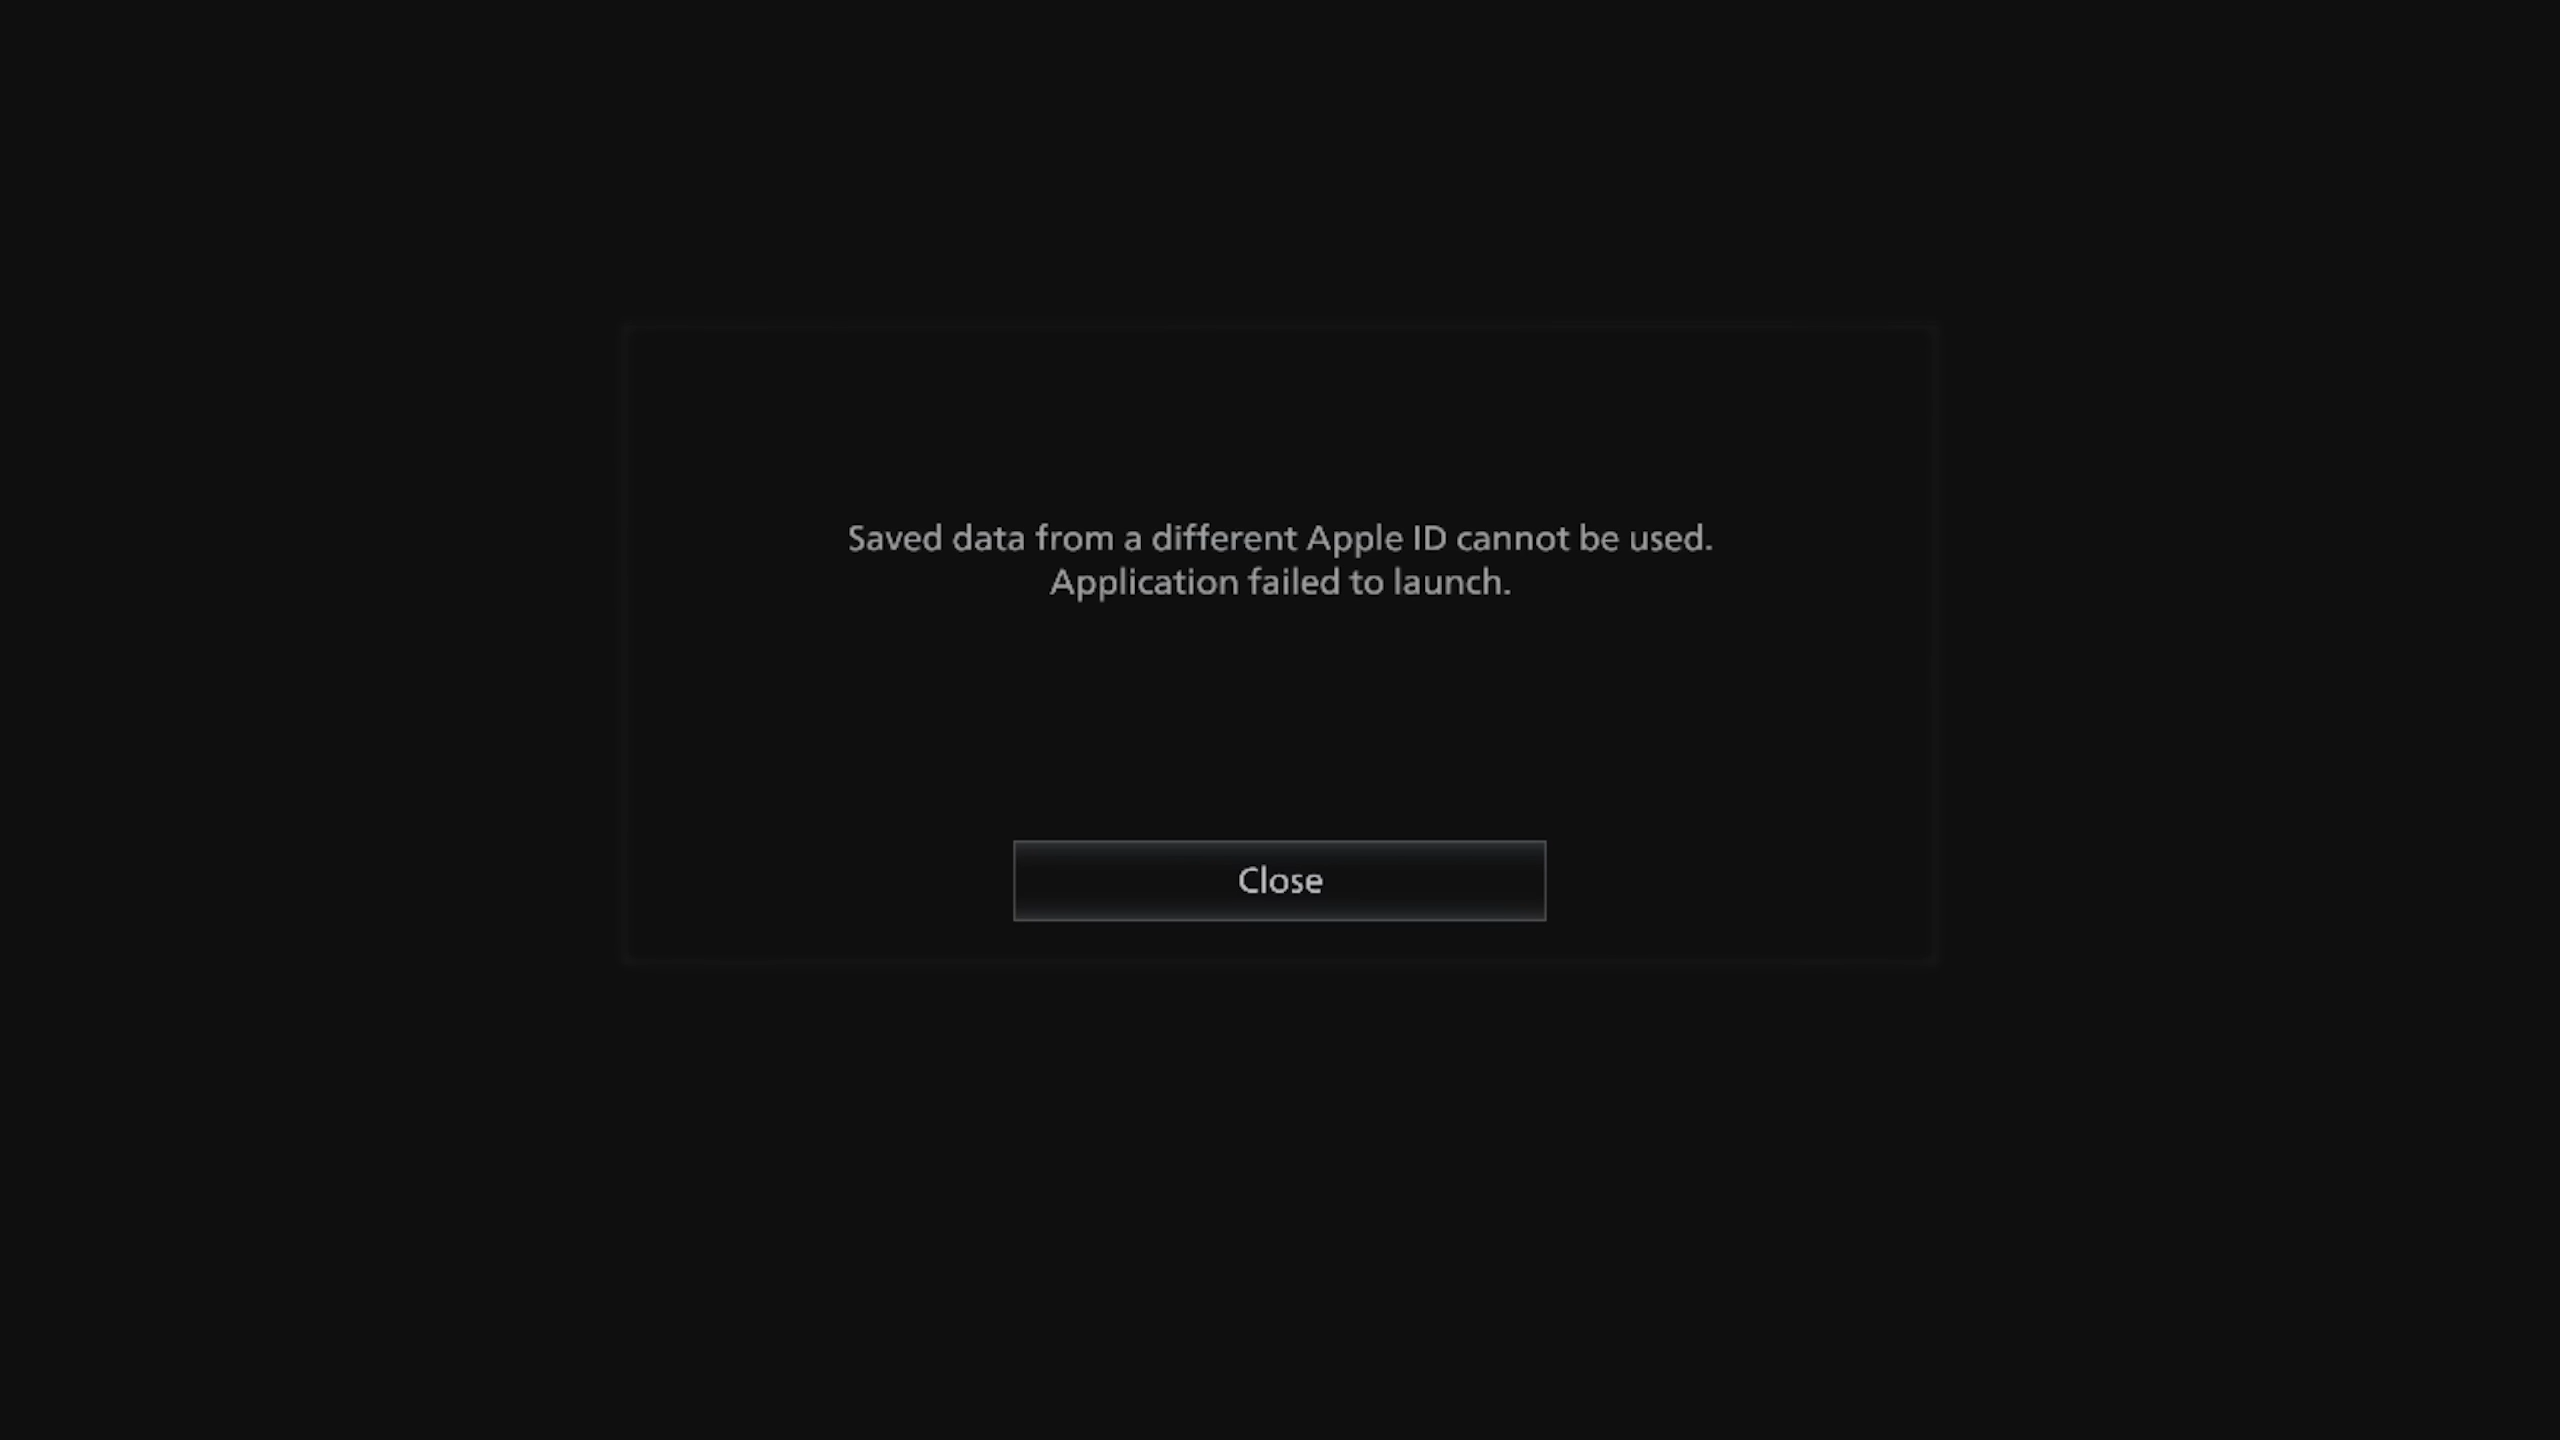 Saved data from a different Apple ID cannot be used.
Application failed to launch.
Close